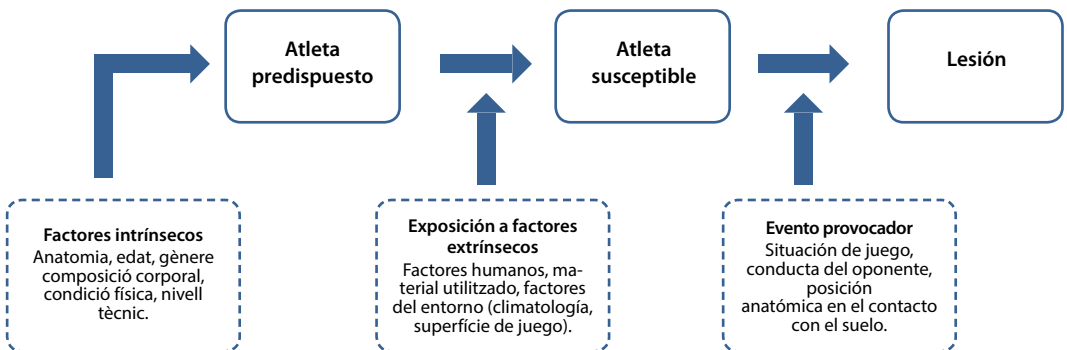 Atleta
predispuesto
Atleta
susceptible
Lesión
Factores intrínsecos
Anatomia, edat, gènere
composició corporal,
condició física, nivell
tècnic.
Exposición a factores
extrínsecos
Factores humanos, ma-
terial utilitzado, factores
del entorno (climatología,
superfície de juego).
Evento provocador
Situación de juego,
conducta del oponente,
posición
anatómica en el contacto
con el suelo.